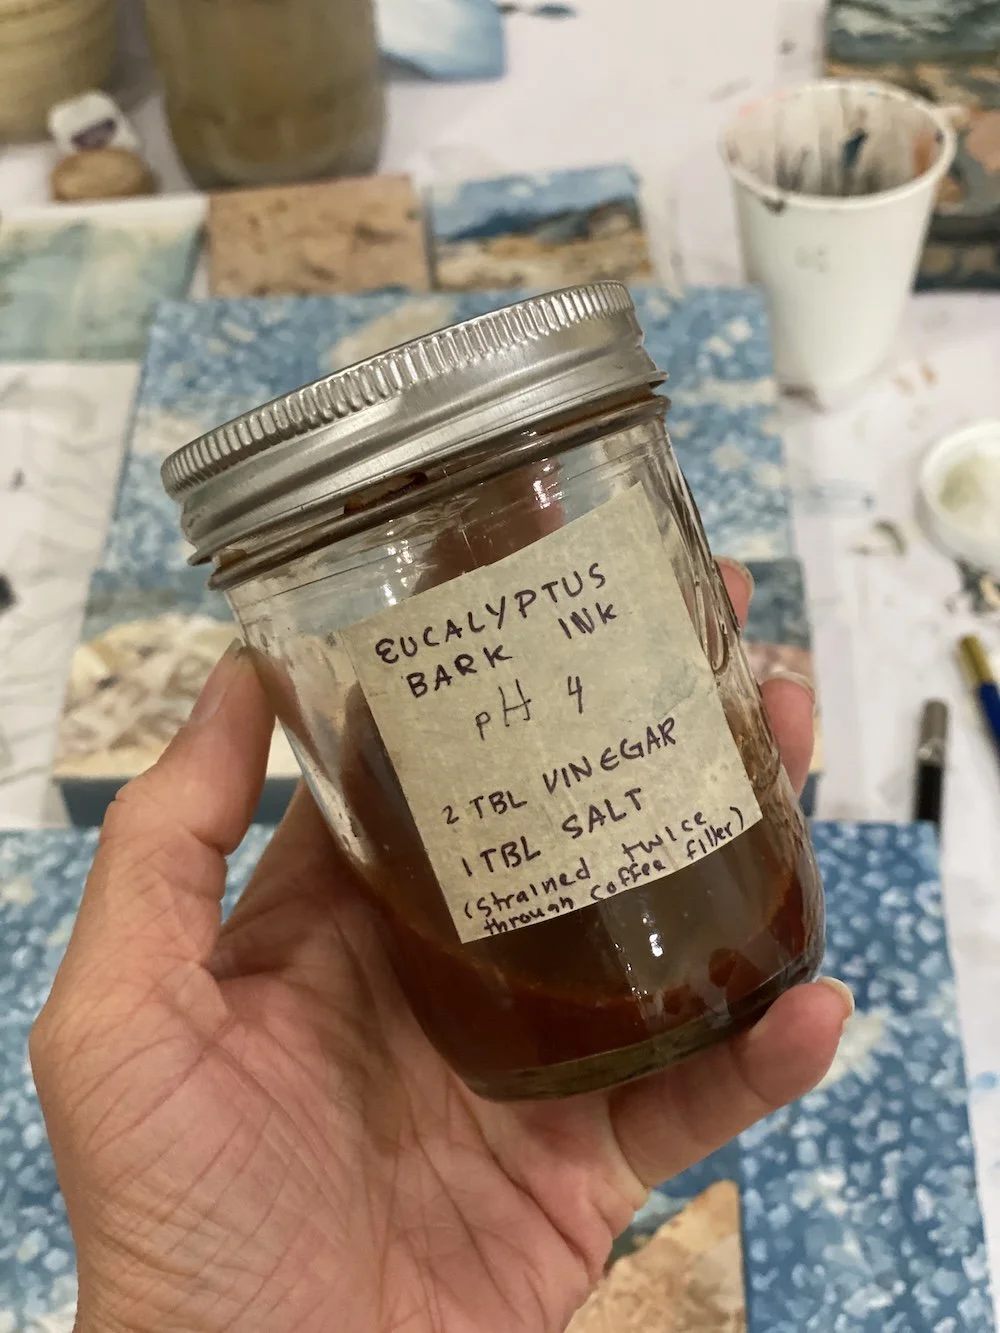 EUCALYPTUS
BARK INK
pH 4
2 TBL VINEGAR
1 TBL SALT
(strained twice
through coffee filter)